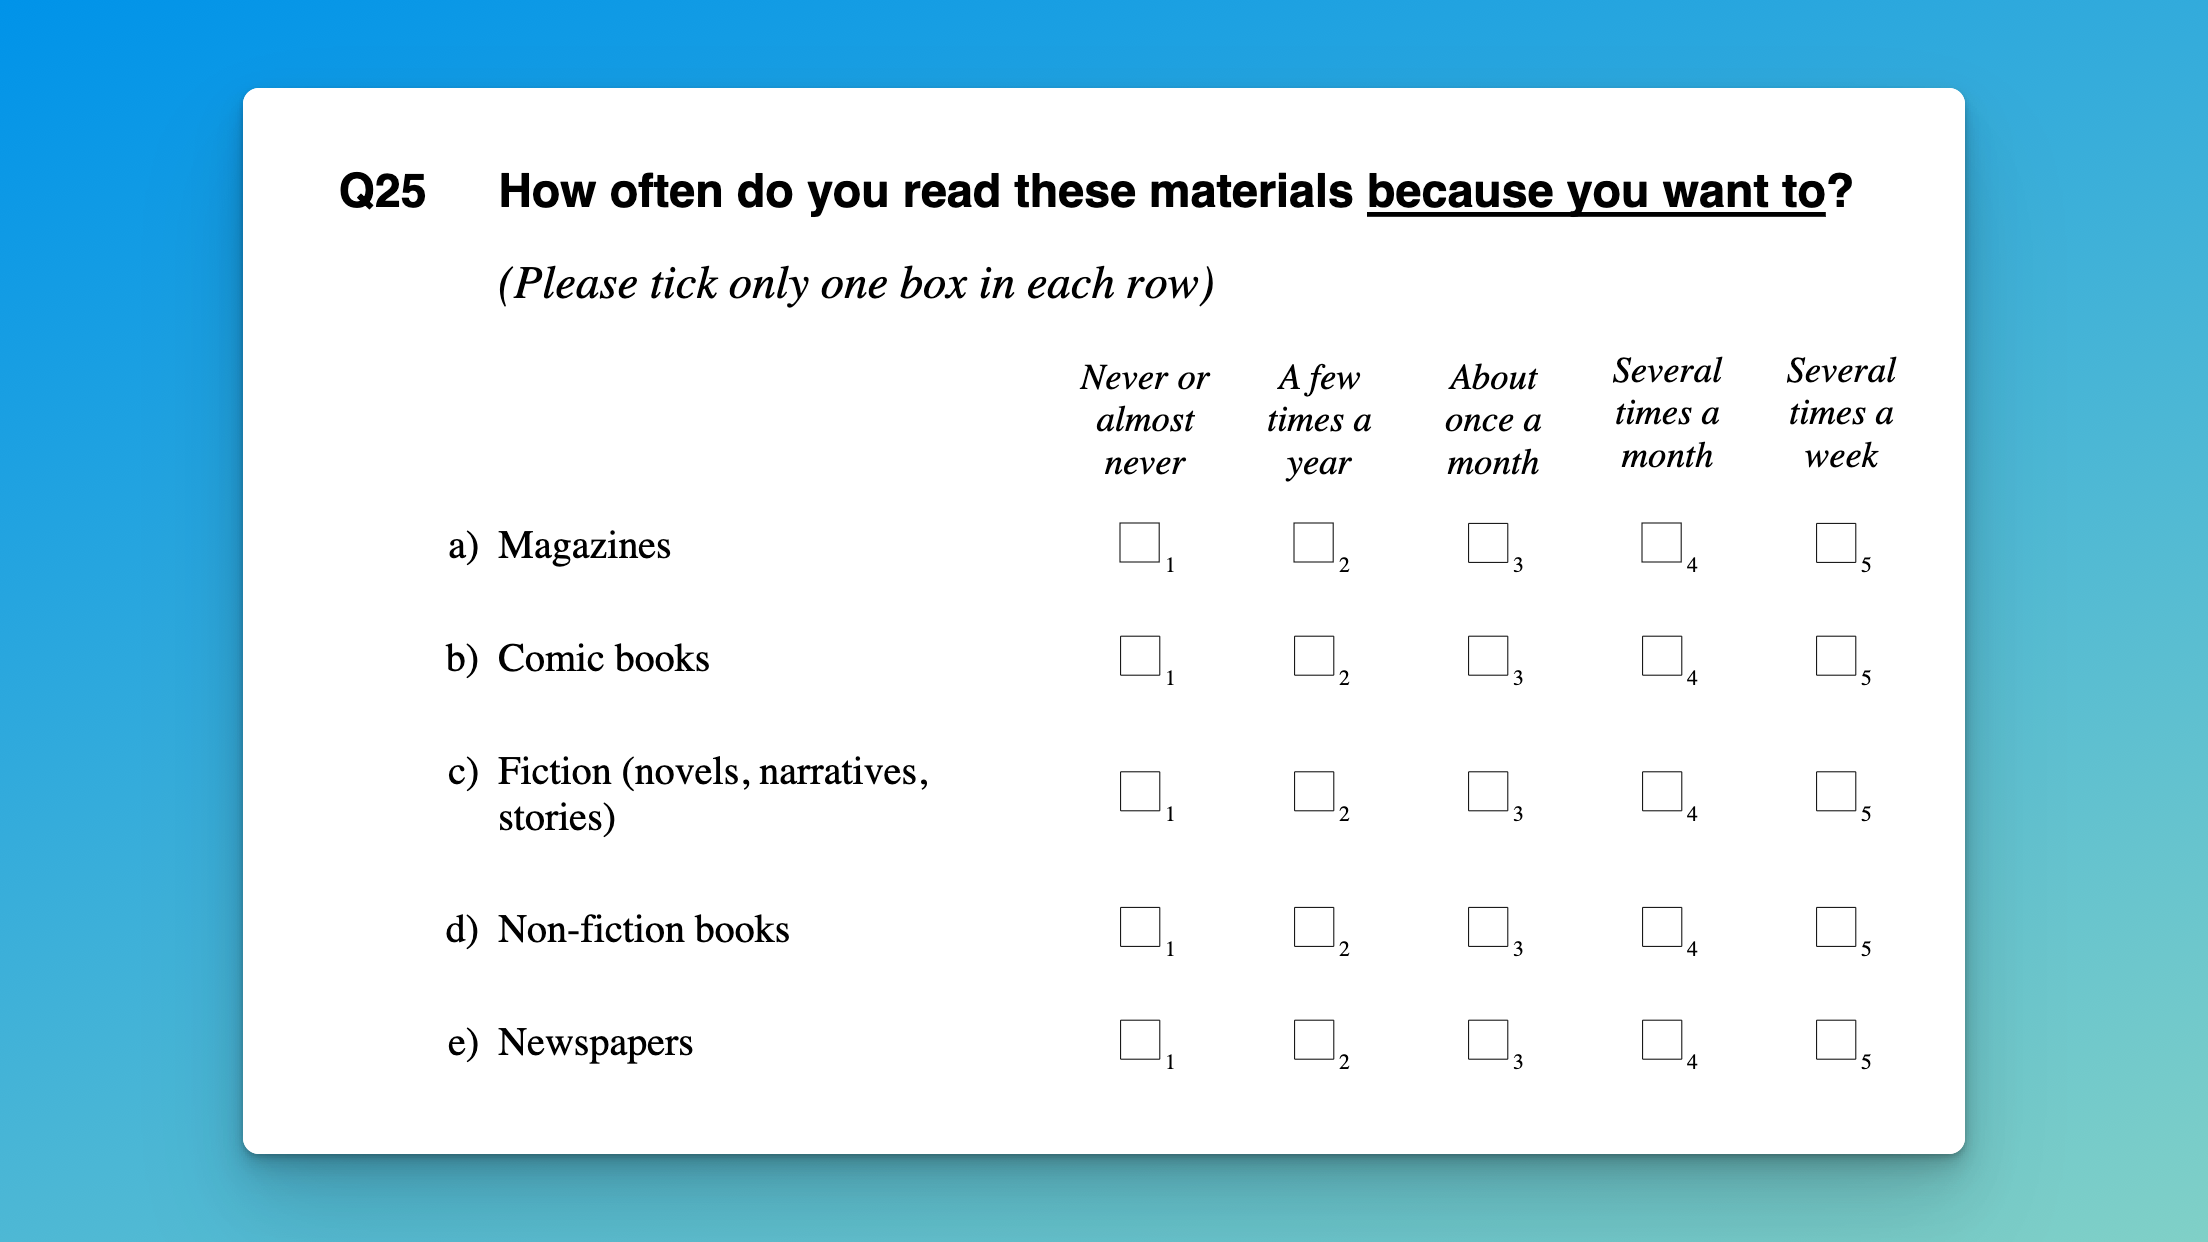 Q25 How often do you read these materials because you want to?
(Please tick only one box in each row)
Never or almost never
A few times a year
About once a month
Several times a month
Several times a week
a) Magazines 1 2 3 4 5
b) Comic books 1 2 3 4 5
c) Fiction (novels, narratives,
stories) 1 2 3 4 5
d) Non-fiction books 1 2 3 4 5
e) Newspapers 1 2 3 4 5